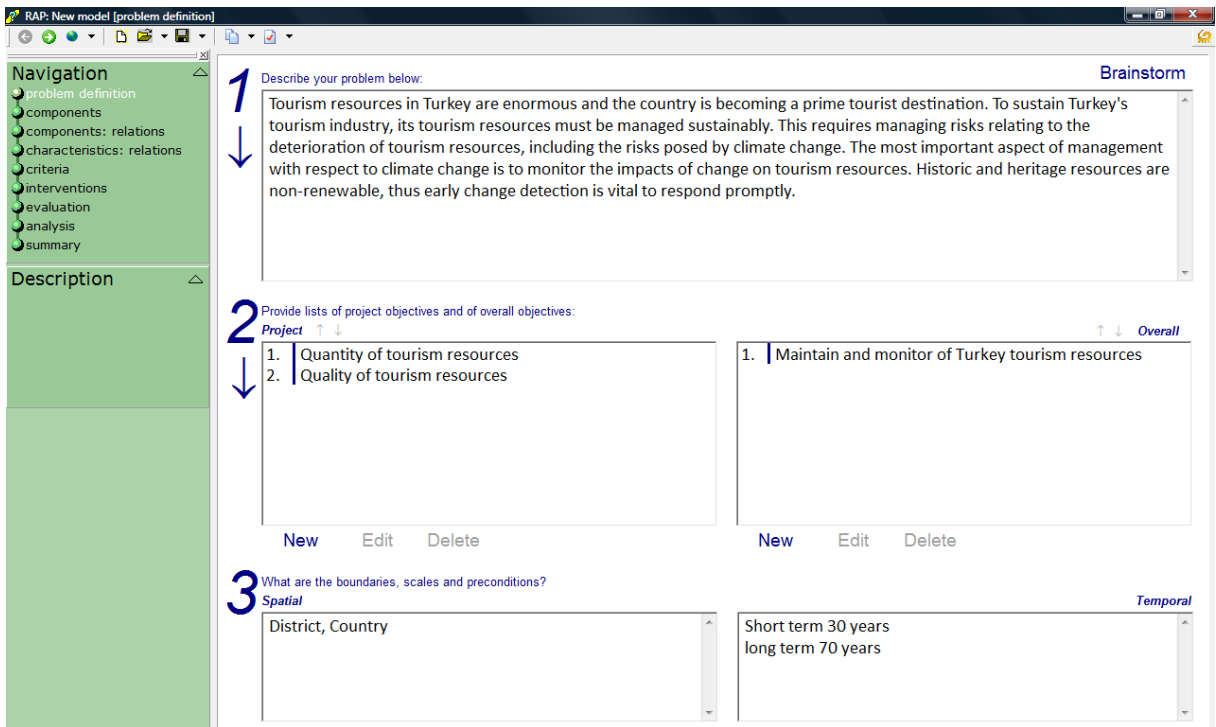 RAP: New model [problem definition]
Navigation
problem definition
components
components: relations
characteristics: relations
criteria
interventions
evaluation
analysis
summary
Description
1 Describe your problem below:
Brainstorm
Tourism resources in Turkey are enormous and the country is becoming a prime tourist destination. To sustain Turkey's
tourism industry, its tourism resources must be managed sustainably. This requires managing risks relating to the
deterioration of tourism resources, including the risks posed by climate change. The most important aspect of management
with respect to climate change is to monitor the impacts of change on tourism resources. Historic and heritage resources are
non-renewable, thus early change detection is vital to respond promptly.
2 Provide lists of project objectives and of overall objectives:
Project ↑ ↓
↑ ↓ Overall
1. Quantity of tourism resources
2. Quality of tourism resources
1. Maintain and monitor of Turkey tourism resources
New Edit Delete
New Edit Delete
3 What are the boundaries, scales and preconditions?
Spatial
Temporal
District, Country
Short term 30 years
long term 70 years